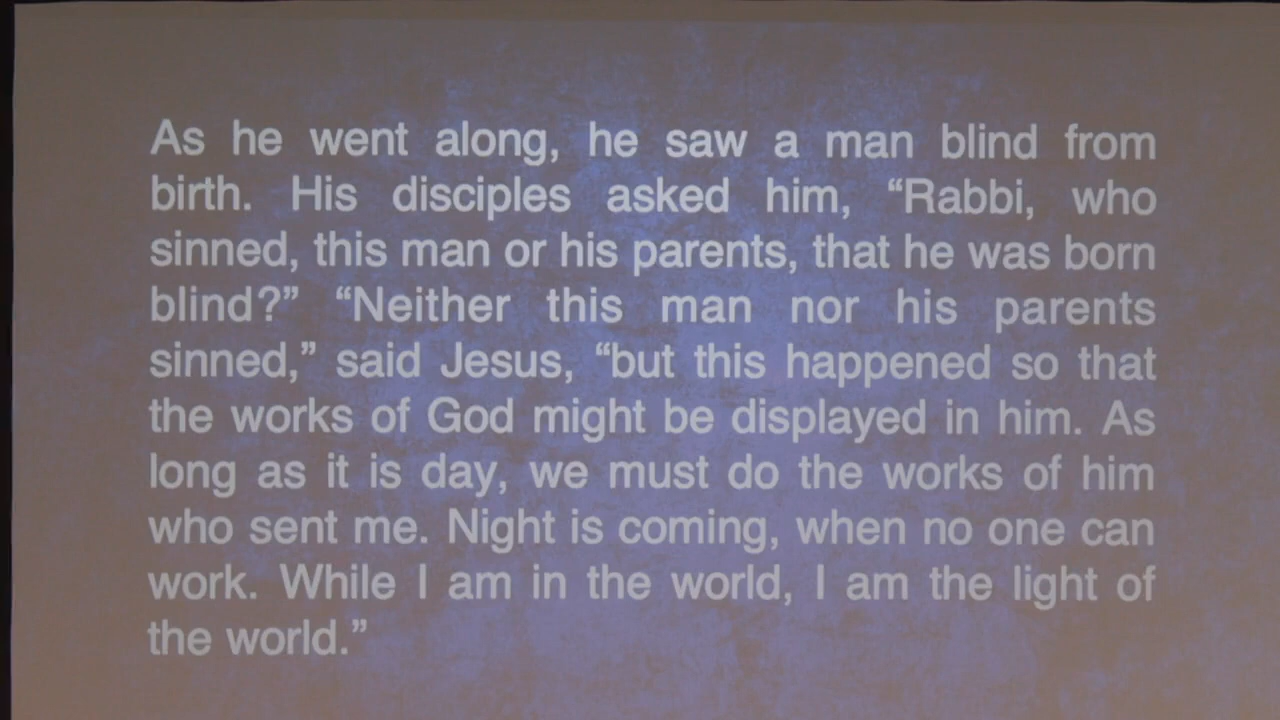 As he went along, he saw a man blind from
birth. His disciples asked him, “Rabbi, who
sinned, this man or his parents, that he was born
blind?” “Neither this man nor his parents
sinned,” said Jesus, “but this happened so that
the works of God might be displayed in him. As
long as it is day, we must do the works of him
who sent me. Night is coming, when no one can
work. While I am in the world, I am the light of
the world.”